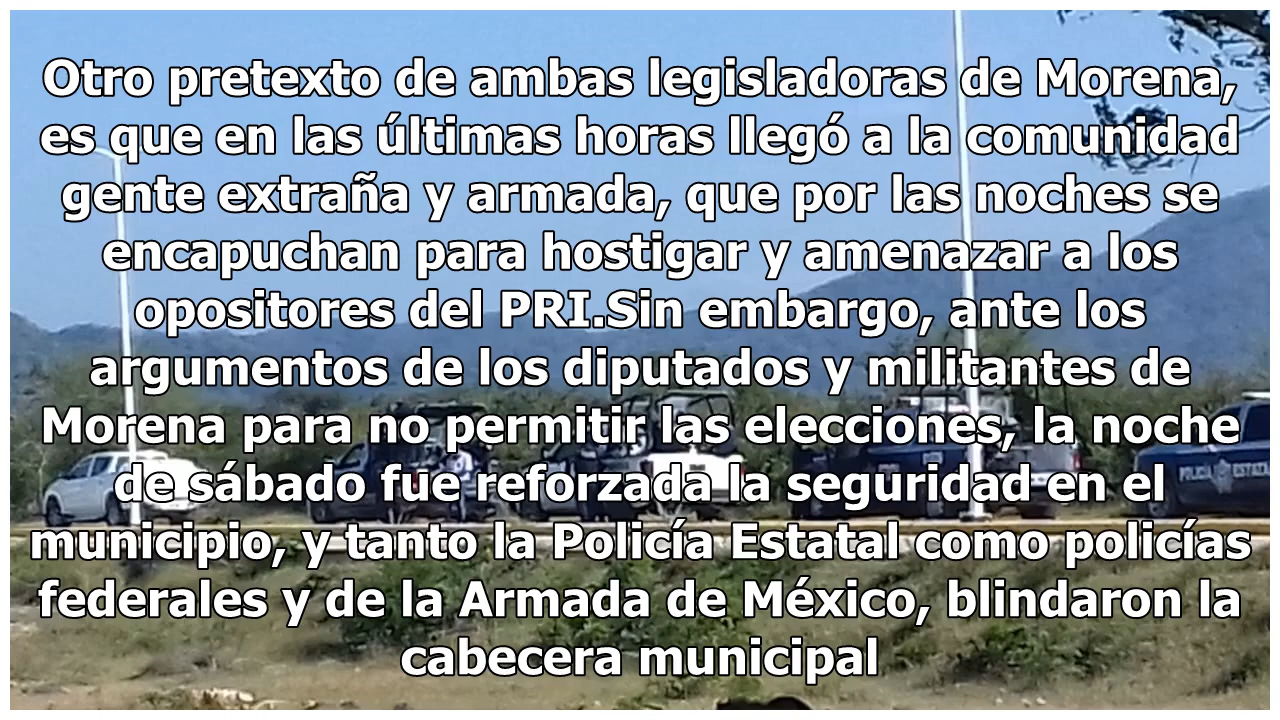 Otro pretexto de ambas legisladoras de Morena,
es que en las últimas horas llegó a la comunidad
gente extraña y armada, que por las noches se
encapuchan para hostigar y amenazar a los
opositores del PRI.Sin embargo, ante los
argumentos de los diputados y militantes de
Morena para no permitir las elecciones, la noche
de sábado fue reforzada la seguridad en el
municipio, y tanto la Policía Estatal como policías
federales y de la Armada de México, blindaron la
cabecera municipal
POLICÍA ESTATAL